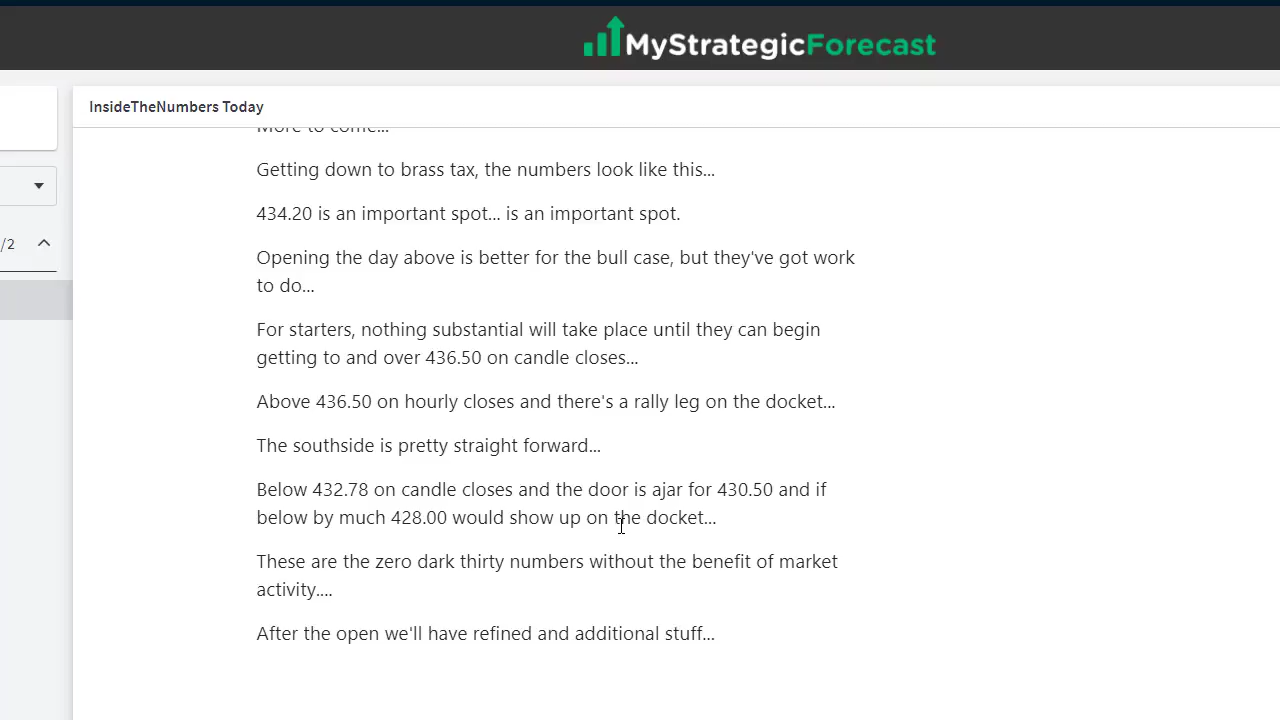 MyStrategicForecast
InsideTheNumbers Today
More to come...
Getting down to brass tax, the numbers look like this...
434.20 is an important spot... is an important spot.
Opening the day above is better for the bull case, but they've got work
to do...
For starters, nothing substantial will take place until they can begin
getting to and over 436.50 on candle closes...
/2
Above 436.50 on hourly closes and there's a rally leg on the docket...
The southside is pretty straight forward...
Below 432.78 on candle closes and the door is ajar for 430.50 and if
below by much 428.00 would show up on the docket...
These are the zero dark thirty numbers without the benefit of market
activity....
After the open we'll have refined and additional stuff...